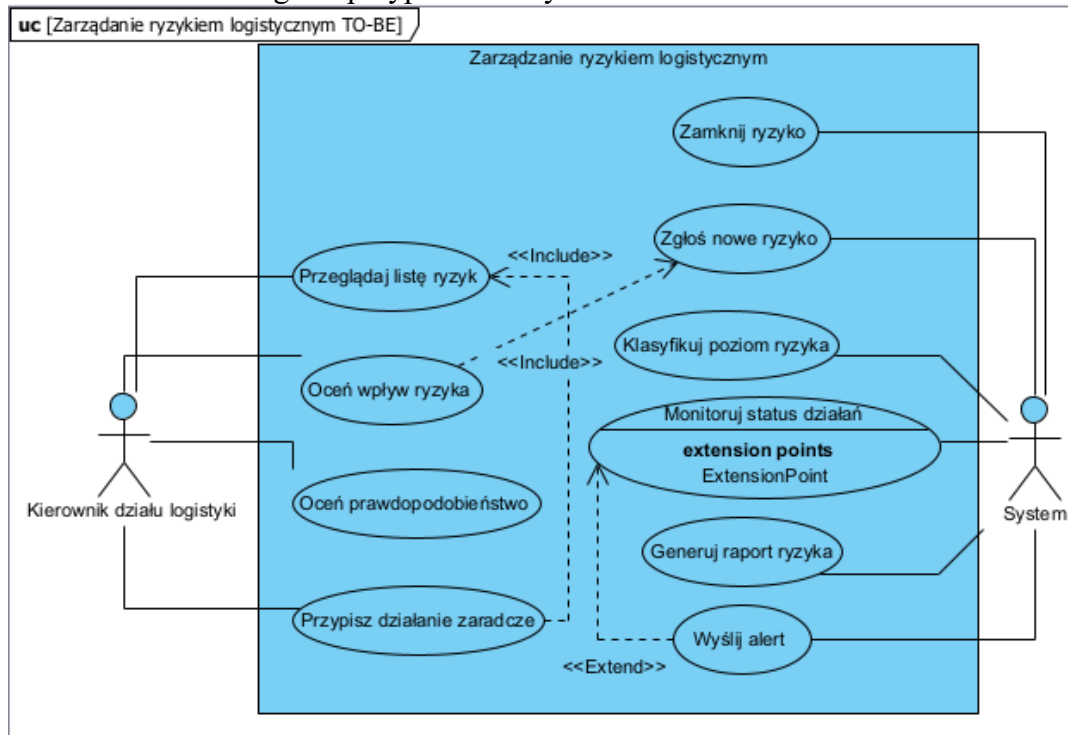 uc [Zarządanie ryzykiem logistycznym TO-BE]
Zarządzanie ryzykiem logistycznym
Zamknij ryzyko
Zgłoś nowe ryzyko
<<Include>>
Przeglądaj listę ryzyk
Klasyfikuj poziom ryzyka
<<Include>>
Oceń wpływ ryzyka
Monitoruj status działań
extension points
ExtensionPoint
Oceń prawdopodobieństwo
Kierownik działu logistyki
System
Generuj raport ryzyka
Przypisz działanie zaradcze
Wyślij alert
<<Extend>>